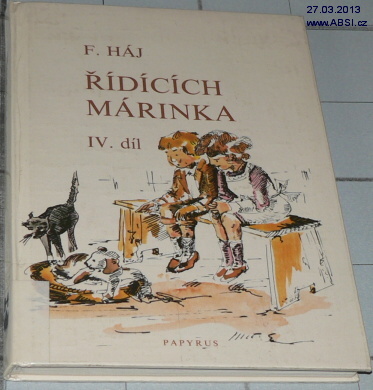 27.03.2013
www.ABSI.cz
F. HÁJ
ŘÍDÍCÍCH
MÁRINKA
IV. díl
PAPYRUS